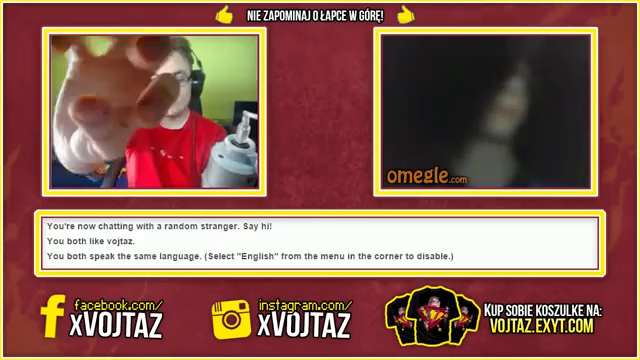 NIE ZAPOMINAJ O ŁAPCE W GÓRĘ!
omegle.com
You're now chatting with a random stranger. Say hi!
You both like vojtaz.
You both speak the same language. (Select "English" from the menu in the corner to disable.)
facebook.com/
xVOJTAZ
instagram.com/
xVOJTAZ
KUP SOBIE KOSZULKE NA:
VOJTAZ.EXYT.COM